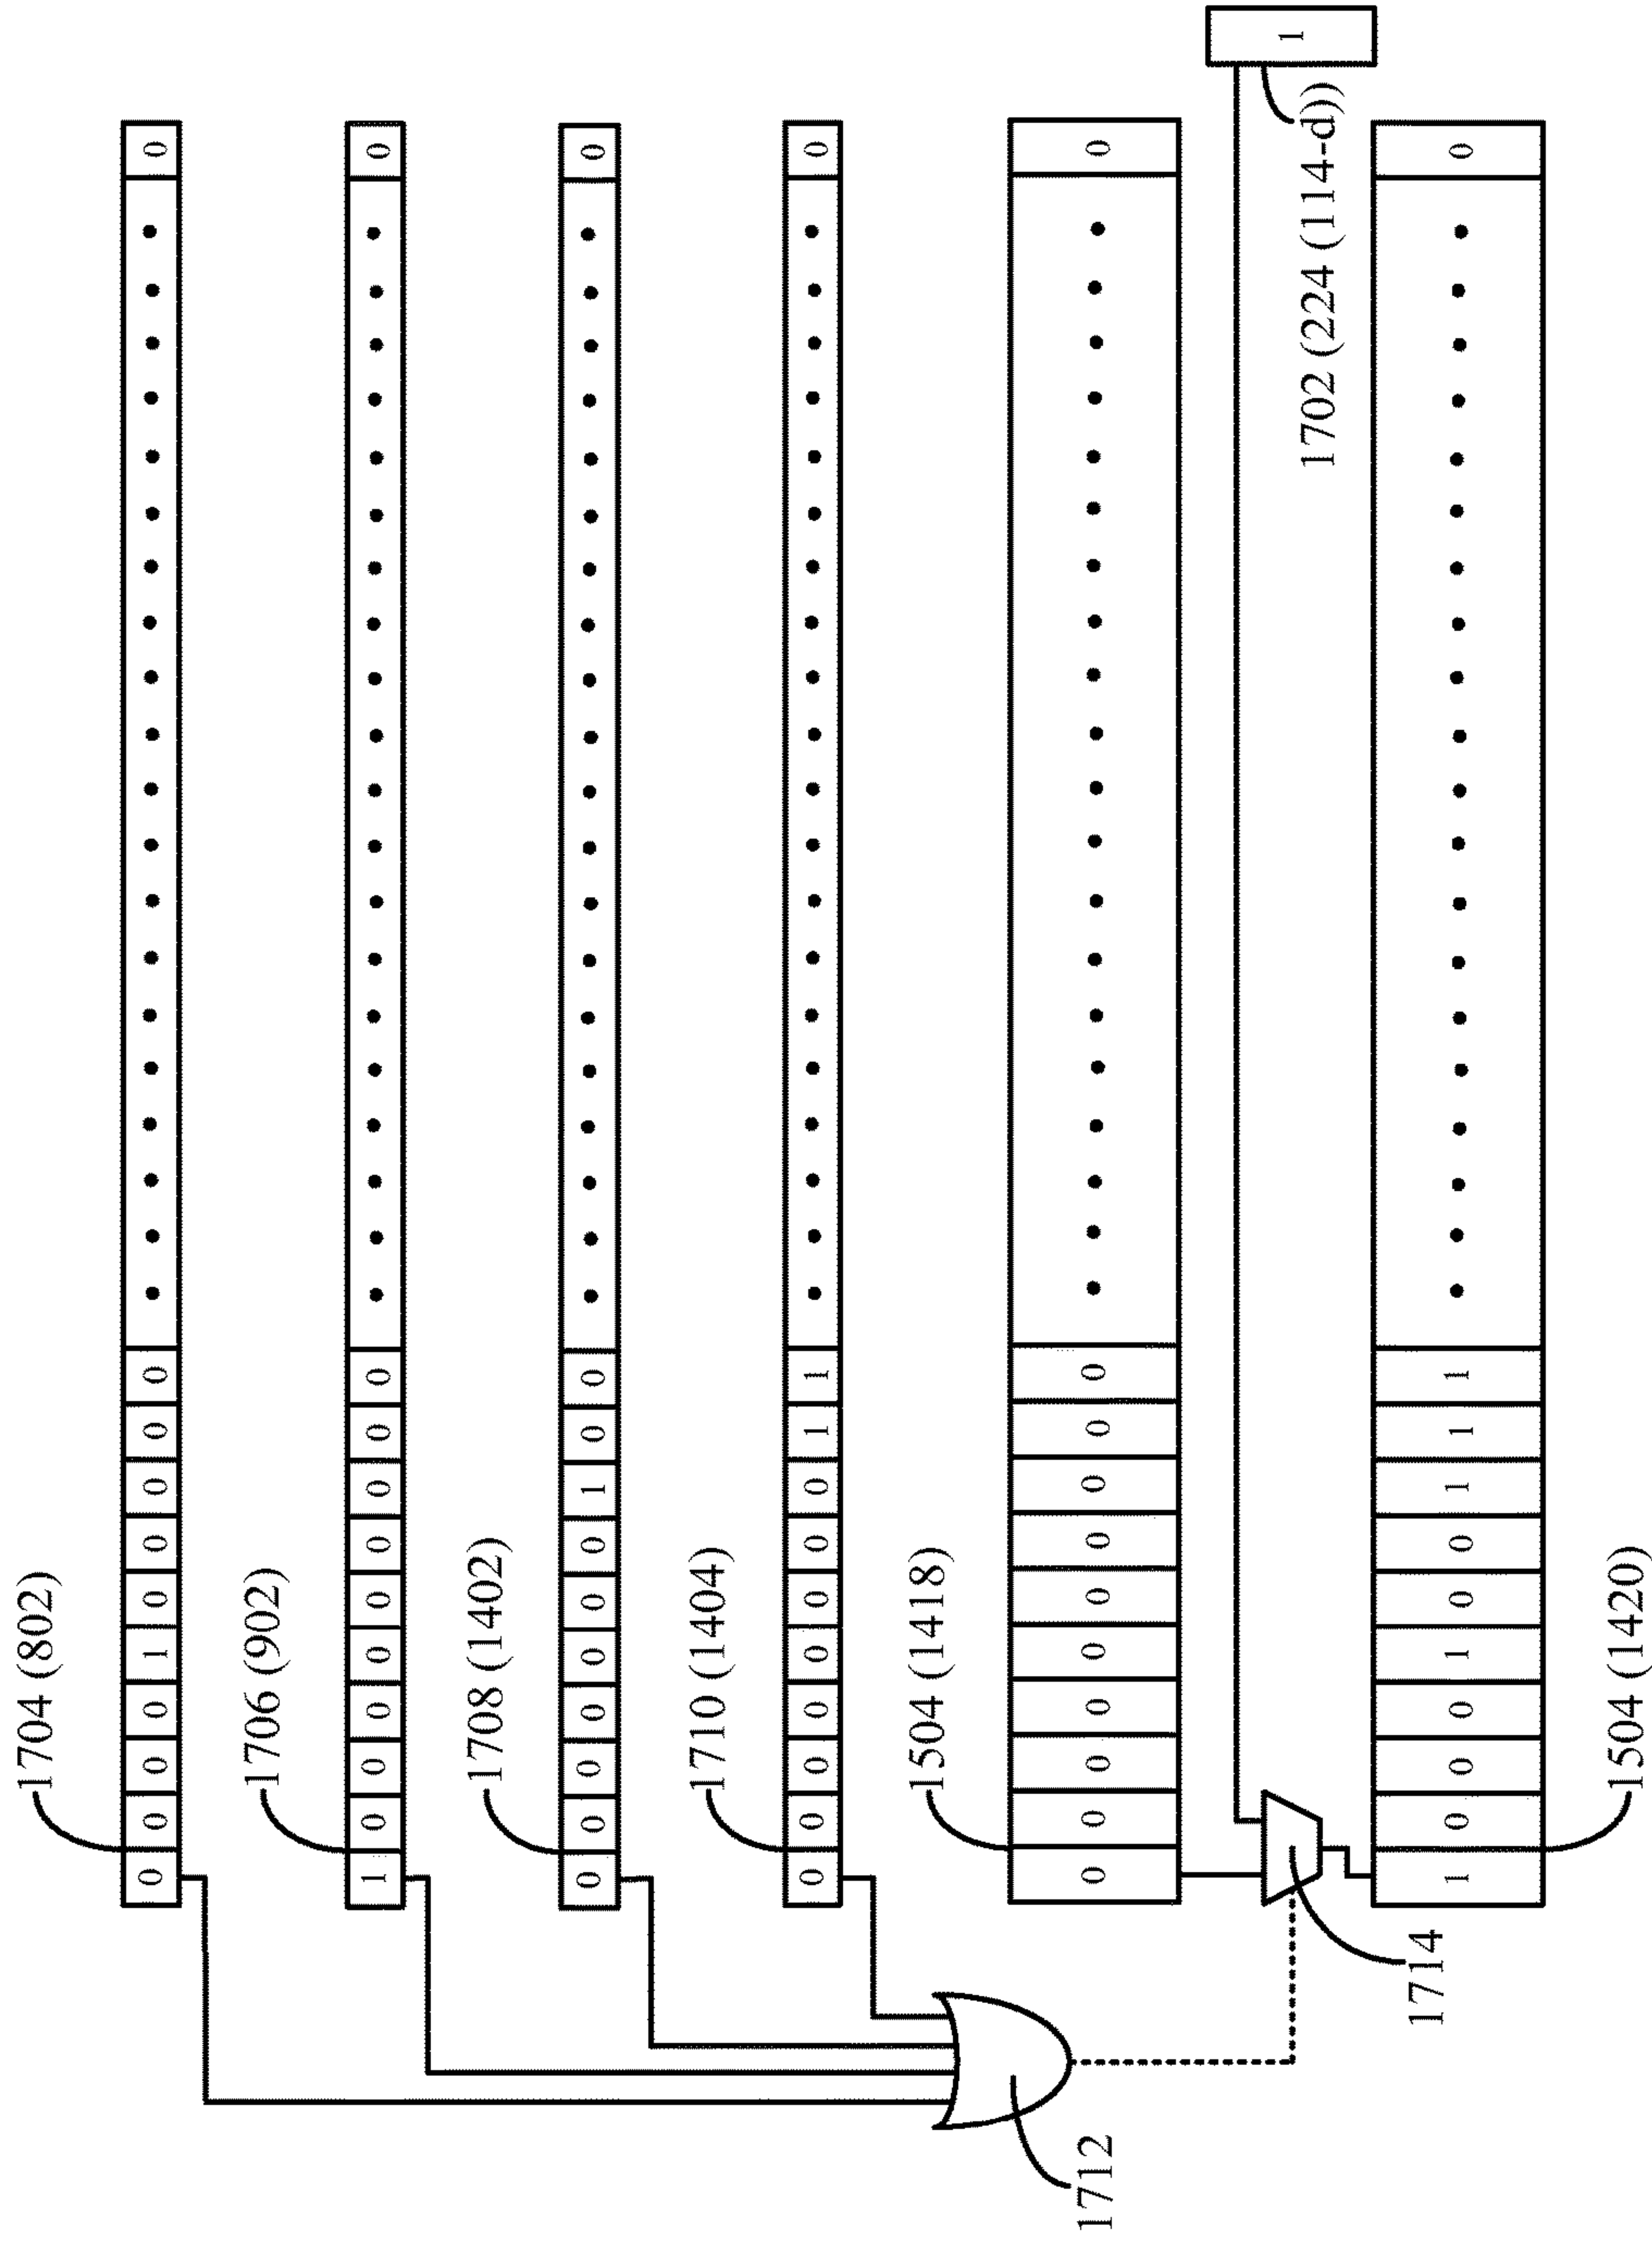 1704 (802)
0 0 0 0 1 0 0 0 0 0 • • • • • • • • • • • • • • • • • • • • 0
1706 (902)
1 0 0 0 0 0 0 0 0 0 • • • • • • • • • • • • • • • • • • • • 0
1708 (1402)
0 0 0 0 0 0 0 1 0 0 • • • • • • • • • • • • • • • • • • • • 0
1710 (1404)
0 0 0 0 0 0 0 0 1 1 • • • • • • • • • • • • • • • • • • • • 0
1504 (1418)
0 0 0 0 0 0 0 0 0 0 • • • • • • • • • • • • • • • • • • • • 0
1712
1
1702 (224 (114-d))
1714
1 0 0 0 1 0 0 1 1 1 • • • • • • • • • • • • • • • • • • • • 0
1504 (1420)